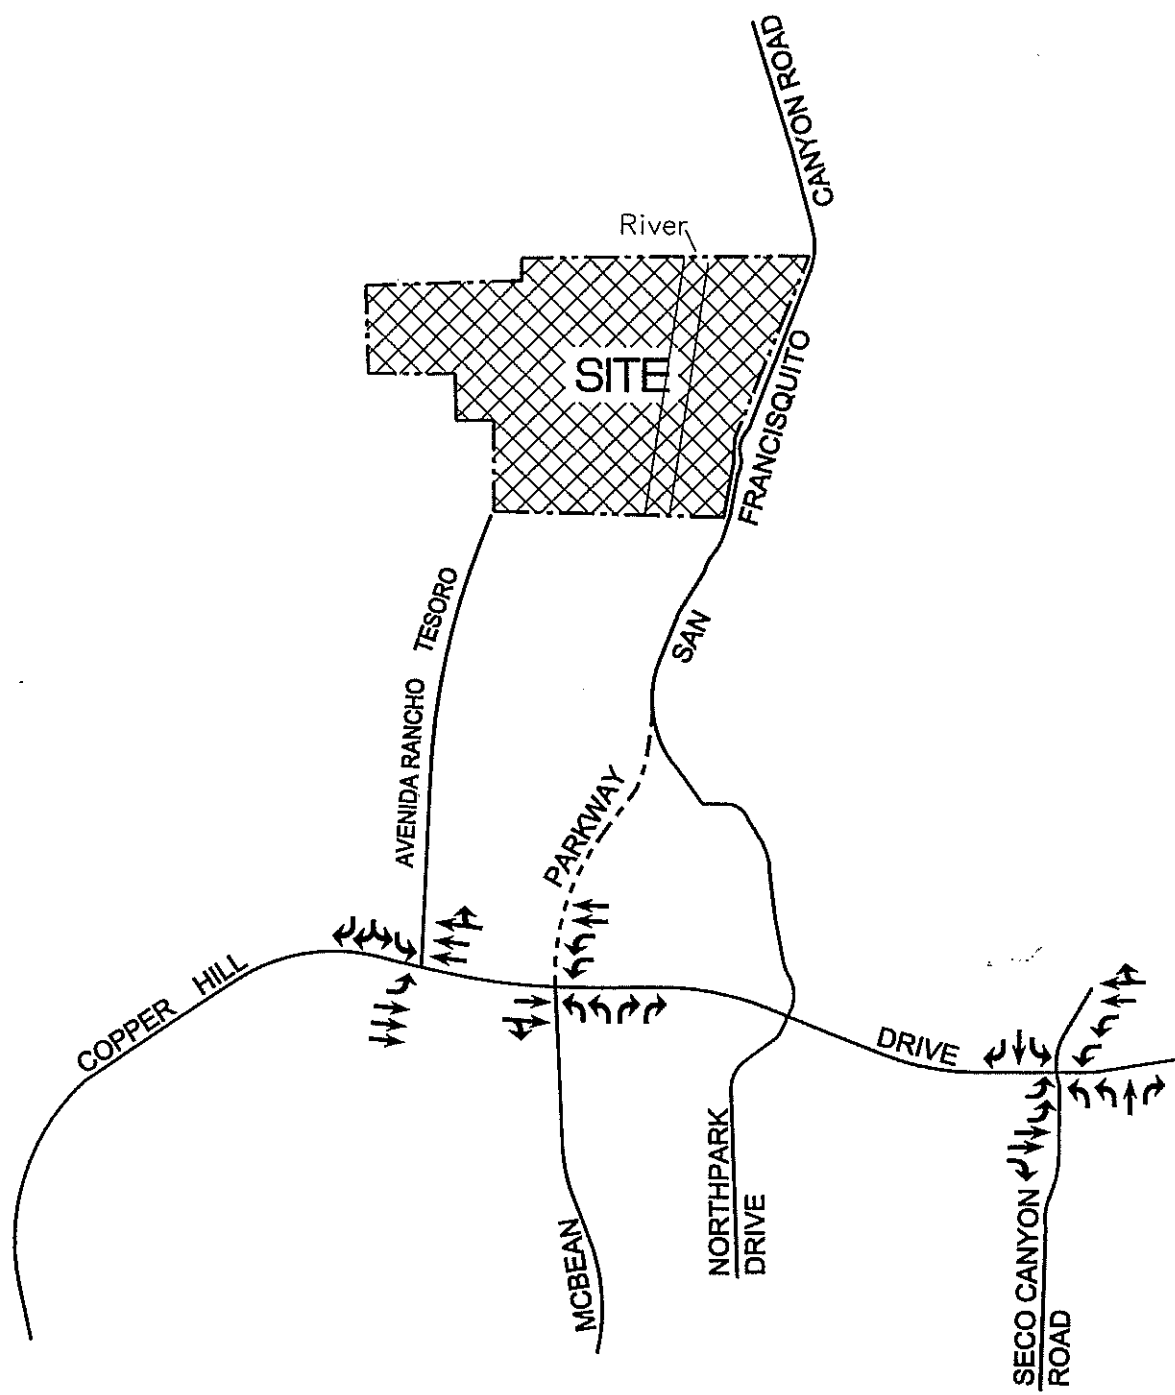 CANYON ROAD
River
SITE
FRANCISQUITO
SAN
AVENIDA RANCHO TESORO
PARKWAY
COPPER HILL
DRIVE
MCBEAN
NORTHPARK
DRIVE
SECO CANYON
ROAD